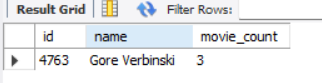 Result Grid Filter Rows:
id name movie_count
4763 Gore Verbinski 3